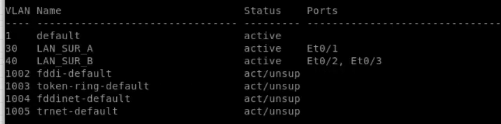 VLAN Name                             Status    Ports
---- -------------------------------- --------- -------------------------------
1    default                          active
30   LAN_SUR_A                        active    Et0/1
40   LAN_SUR_B                        active    Et0/2, Et0/3
1002 fddi-default                     act/unsup
1003 token-ring-default               act/unsup
1004 fddinet-default                  act/unsup
1005 trnet-default                    act/unsup